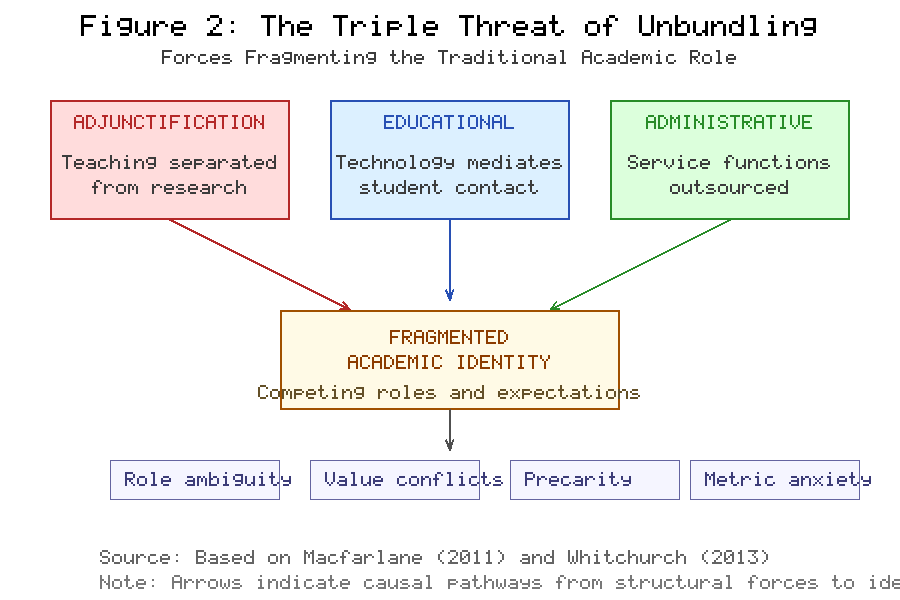 Figure 2: The Triple Threat of Unbundling
Forces Fragmenting the Traditional Academic Role
ADJUNCTIFICATION
Teaching separated
from research
EDUCATIONAL
Technology mediates
student contact
ADMINISTRATIVE
Service functions
outsourced
FRAGMENTED
ACADEMIC IDENTITY
Competing roles and expectations
Role ambiguity
Value conflicts
Precarity
Metric anxiety
Source: Based on Macfarlane (2011) and Whitchurch (2013)
Note: Arrows indicate causal pathways from structural forces to